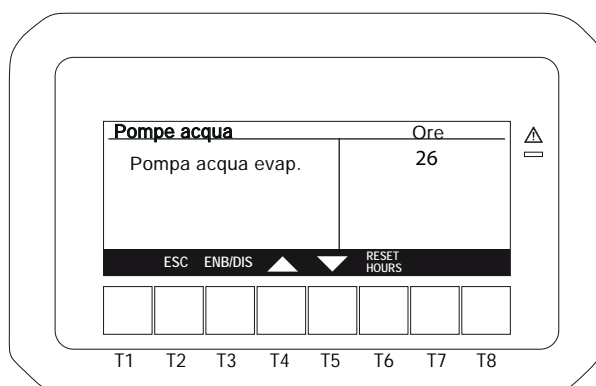 Pompe acqua Ore
Pompa acqua evap. 26
ESC ENB/DIS RESET HOURS
T1 T2 T3 T4 T5 T6 T7 T8